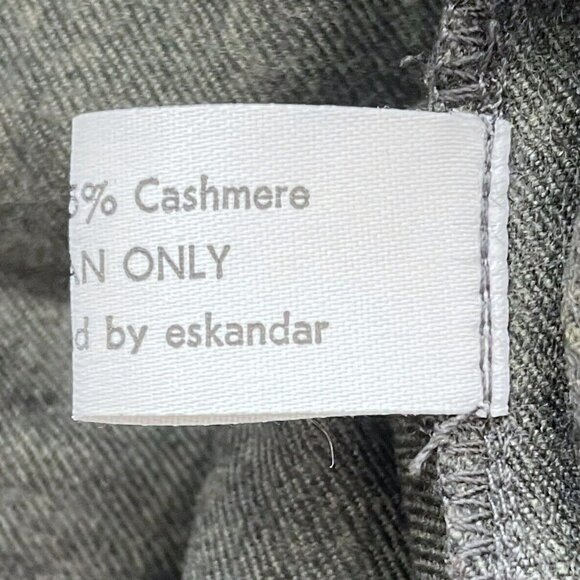 5% Cashmere
AN ONLY
d by eskandar